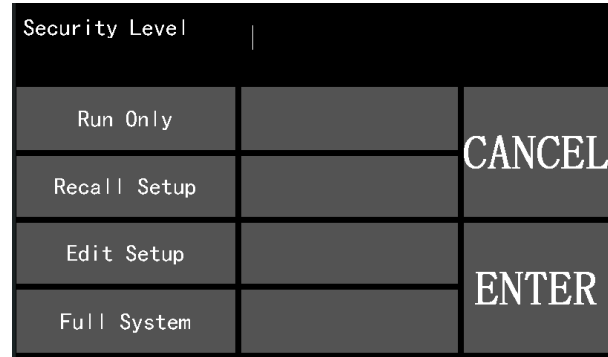 Security Level
Run Only
CANCEL
Recall Setup
Edit Setup
ENTER
Full System